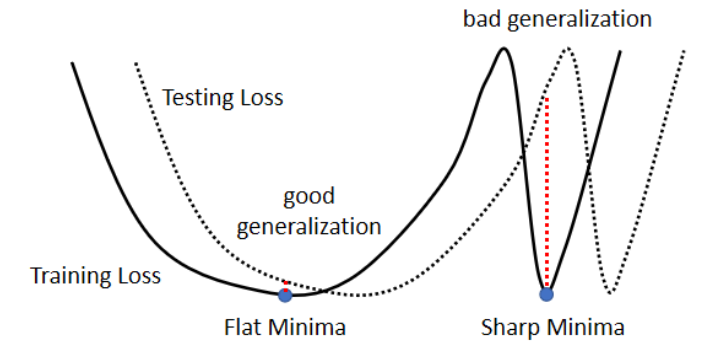 bad generalization
Testing Loss
good
generalization
Training Loss
Flat Minima
Sharp Minima